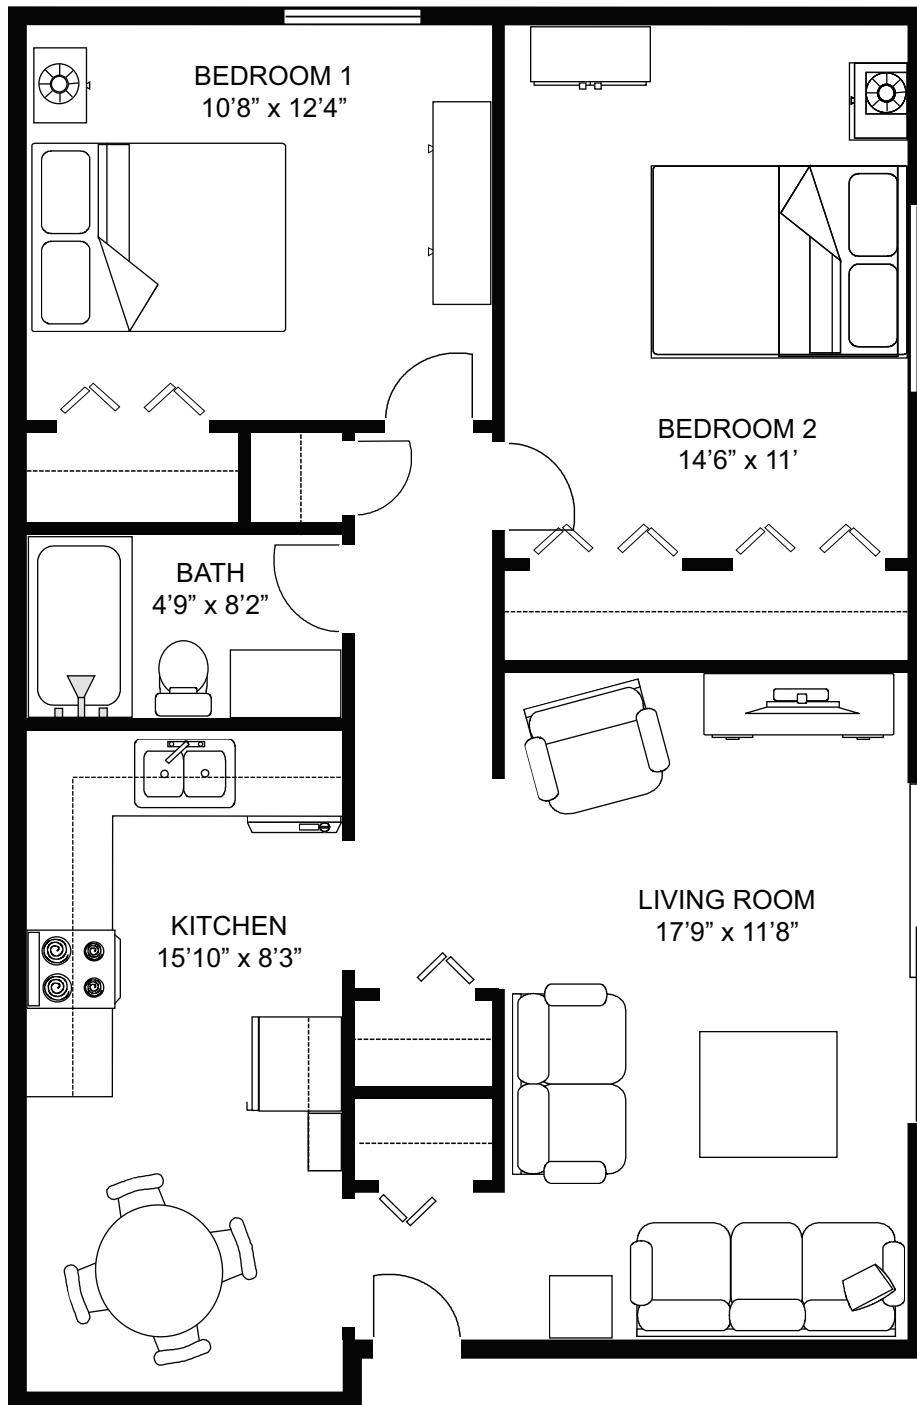 BEDROOM 1
10’8” x 12’4”
BEDROOM 2
14’6” x 11’
BATH
4’9” x 8’2”
LIVING ROOM
17’9” x 11’8”
KITCHEN
15’10” x 8’3”